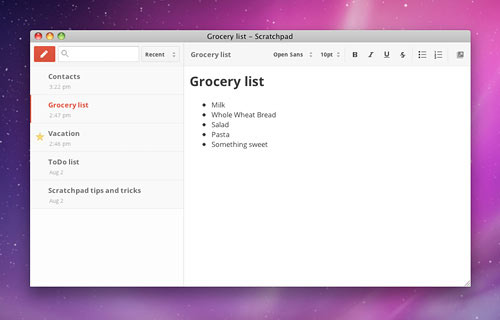 Grocery list – Scratchpad
Recent
Grocery list
Open Sans
10pt
B I U S
Contacts
3:22 pm
Grocery list
2:47 pm
Vacation
2:46 pm
ToDo list
Aug 2
Scratchpad tips and tricks
Aug 2
Grocery list
Milk
Whole Wheat Bread
Salad
Pasta
Something sweet